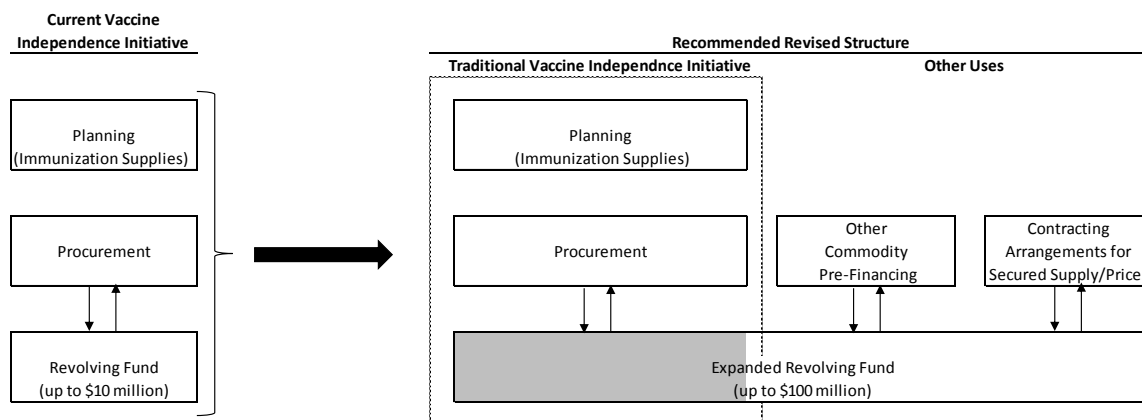 Current Vaccine
Independence Initiative
Planning
(Immunization Supplies)
Procurement
Revolving Fund
(up to $10 million)
Recommended Revised Structure
Traditional Vaccine Independnce Initiative
Other Uses
Planning
(Immunization Supplies)
Procurement
Other
Commodity
Pre-Financing
Contracting
Arrangements for
Secured Supply/Price
Expanded Revolving Fund
(up to $100 million)